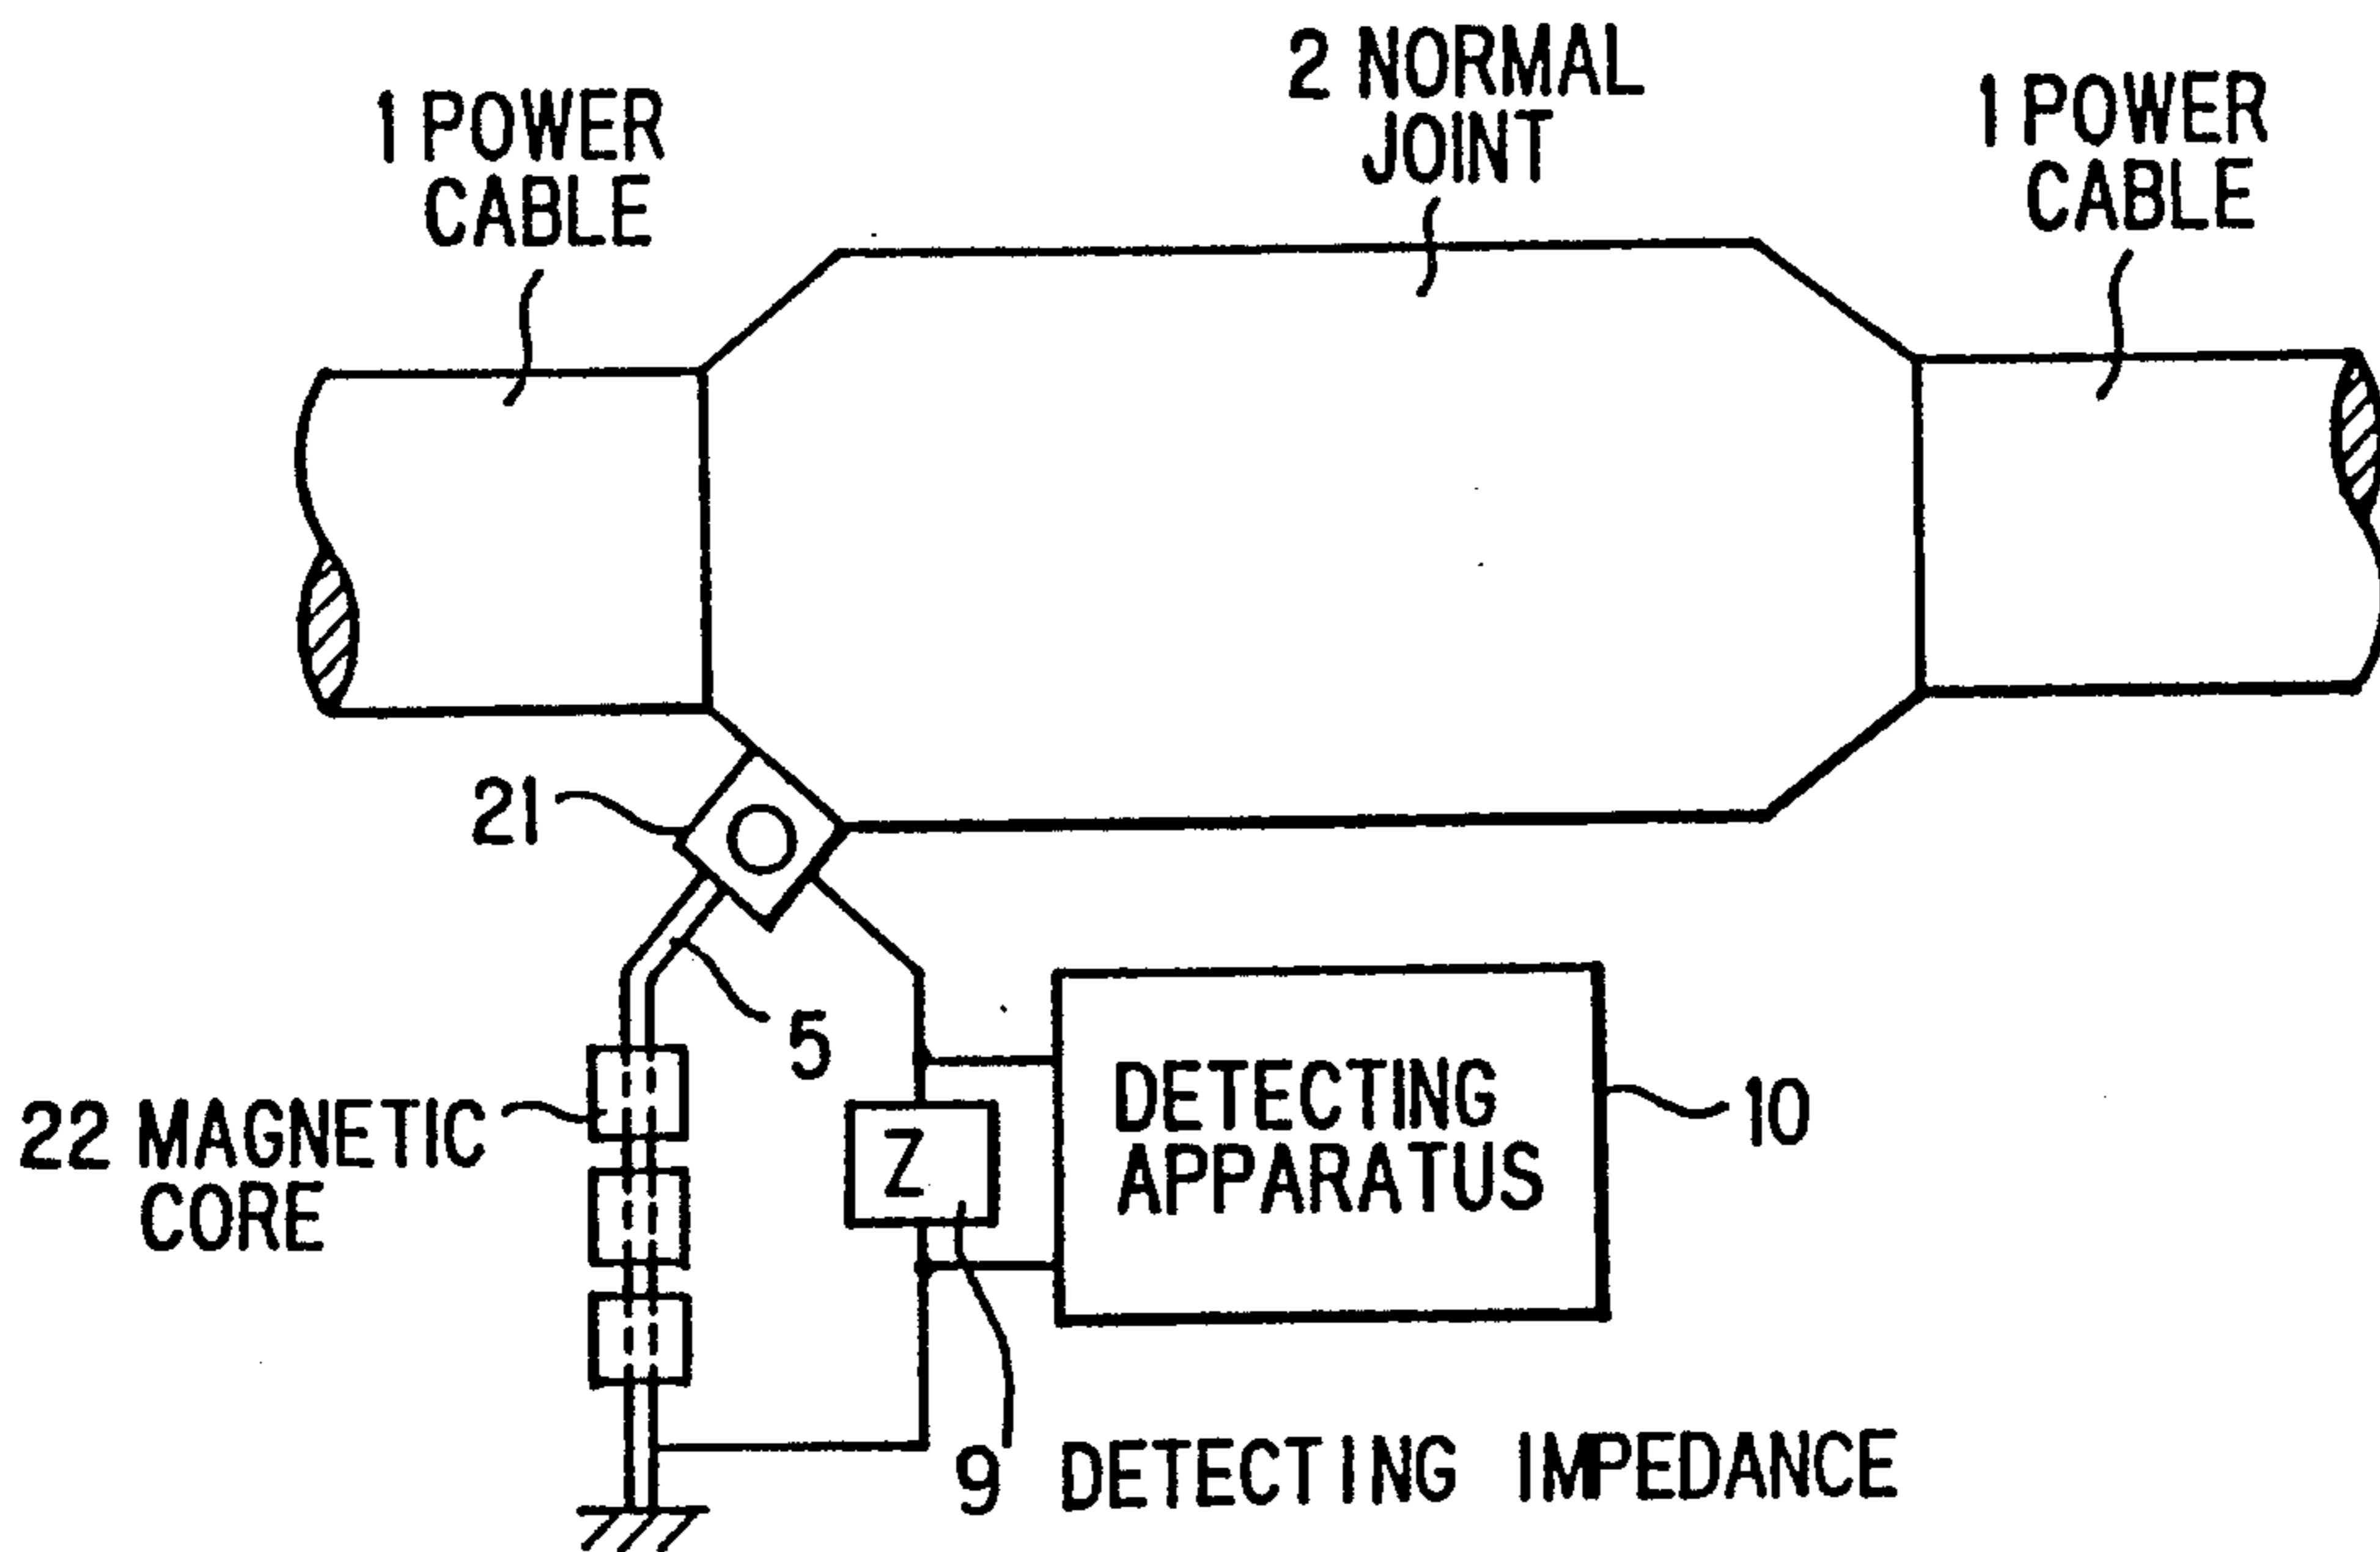 2 NORMAL
JOINT
1 POWER
CABLE
1 POWER
CABLE
21
5
22 MAGNETIC
CORE
Z
DETECTING
APPARATUS
10
9 DETECTING IMPEDANCE